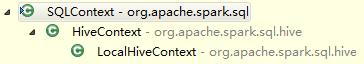 SQLContext - org.apache.spark.sql
HiveContext - org.apache.spark.sql.hive
LocalHiveContext - org.apache.spark.sql.hive